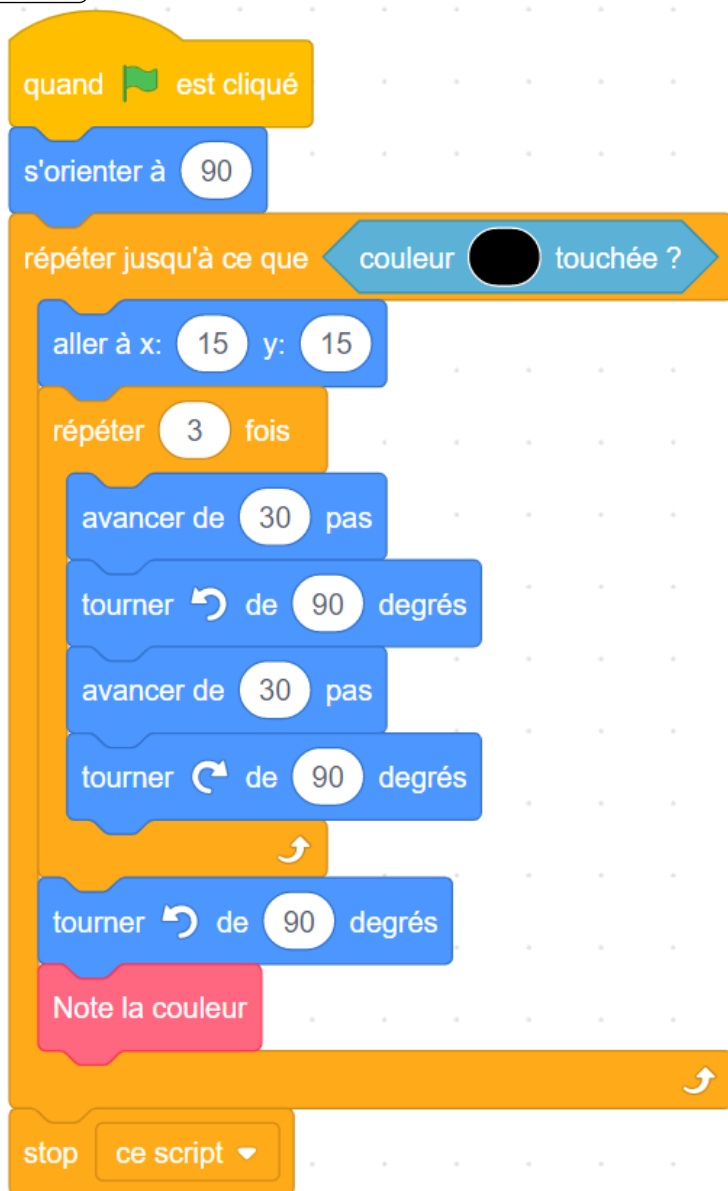 quand est cliqué
s'orienter à 90
répéter jusqu'à ce que couleur touchée ?
aller à x: 15 y: 15
répéter 3 fois
avancer de 30 pas
tourner de 90 degrés
avancer de 30 pas
tourner de 90 degrés
tourner de 90 degrés
Note la couleur
stop ce script